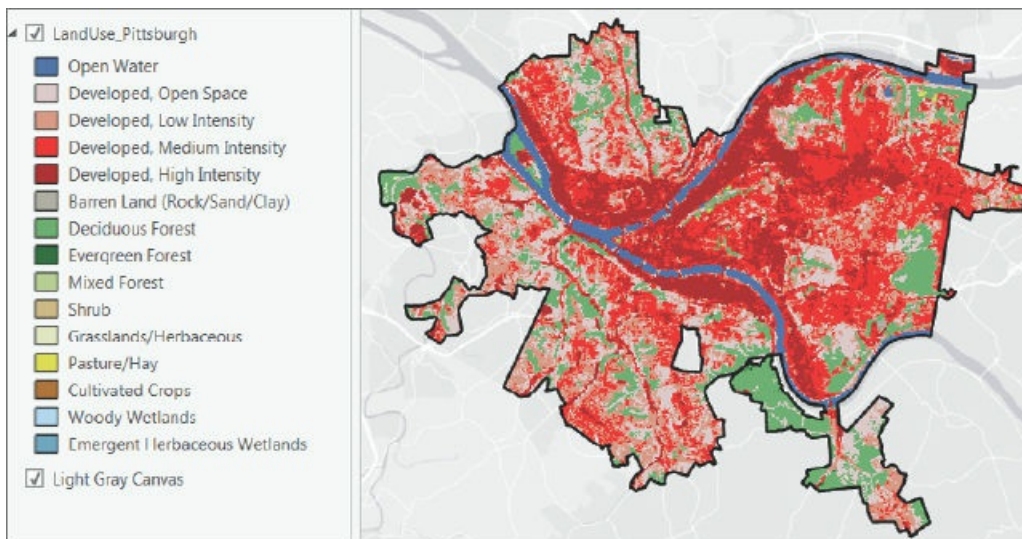 LandUse_Pittsburgh
Open Water
Developed, Open Space
Developed, Low Intensity
Developed, Medium Intensity
Developed, High Intensity
Barren Land (Rock/Sand/Clay)
Deciduous Forest
Evergreen Forest
Mixed Forest
Shrub
Grasslands/Herbaceous
Pasture/Hay
Cultivated Crops
Woody Wetlands
Emergent Herbaceous Wetlands
Light Gray Canvas